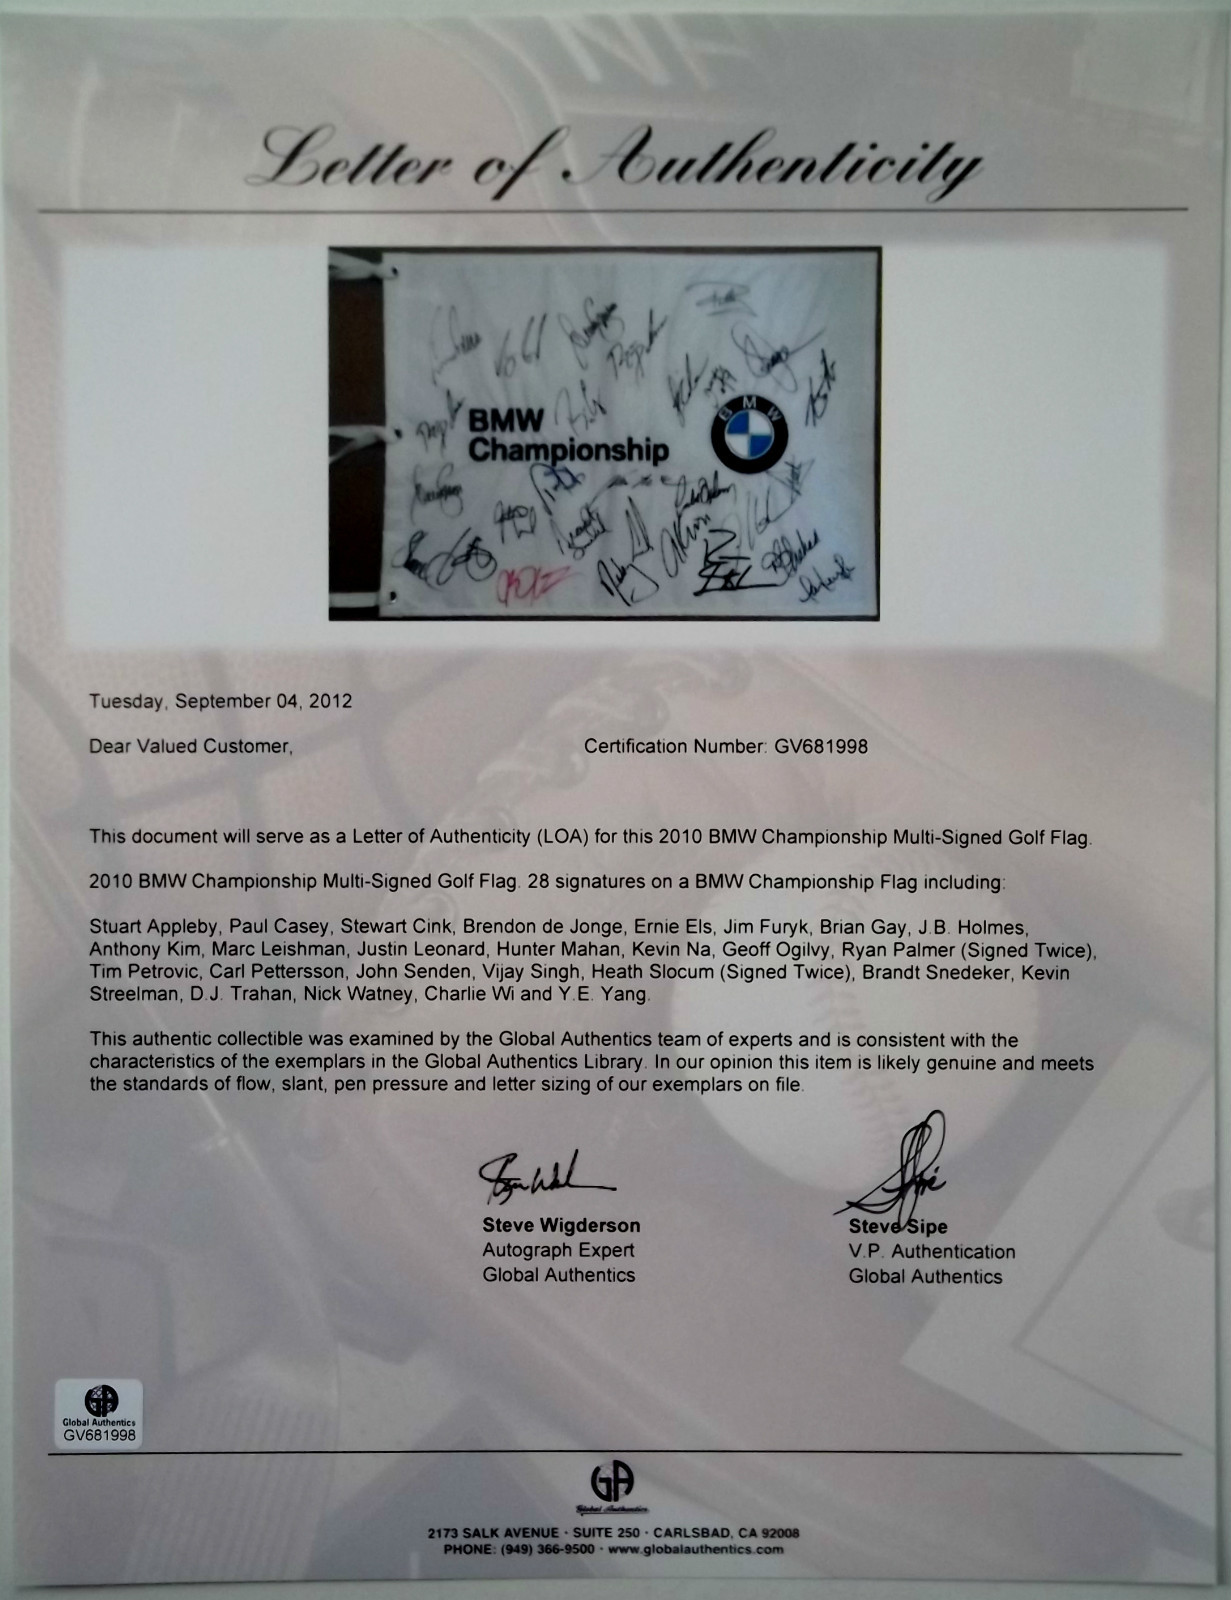 Letter of Authenticity
BMW
Championship
BMW
Tuesday, September 04, 2012
Dear Valued Customer,
Certification Number: GV681998
This document will serve as a Letter of Authenticity (LOA) for this 2010 BMW Championship Multi-Signed Golf Flag.
2010 BMW Championship Multi-Signed Golf Flag. 28 signatures on a BMW Championship Flag including:
Stuart Appleby, Paul Casey, Stewart Cink, Brendon de Jonge, Ernie Els, Jim Furyk, Brian Gay, J.B. Holmes,
Anthony Kim, Marc Leishman, Justin Leonard, Hunter Mahan, Kevin Na, Geoff Ogilvy, Ryan Palmer (Signed Twice),
Tim Petrovic, Carl Pettersson, John Senden, Vijay Singh, Heath Slocum (Signed Twice), Brandt Snedeker, Kevin
Streelman, D.J. Trahan, Nick Watney, Charlie Wi and Y.E. Yang.
This authentic collectible was examined by the Global Authentics team of experts and is consistent with the
characteristics of the exemplars in the Global Authentics Library. In our opinion this item is likely genuine and meets
the standards of flow, slant, pen pressure and letter sizing of our exemplars on file.
Steve Wigderson
Autograph Expert
Global Authentics
Steve Sipe
V.P. Authentication
Global Authentics
GA
Global Authentics
GV681998
GA
Global Authentics
2173 SALK AVENUE · SUITE 250 · CARLSBAD, CA 92008
PHONE: (949) 366-9500 · www.globalauthentics.com